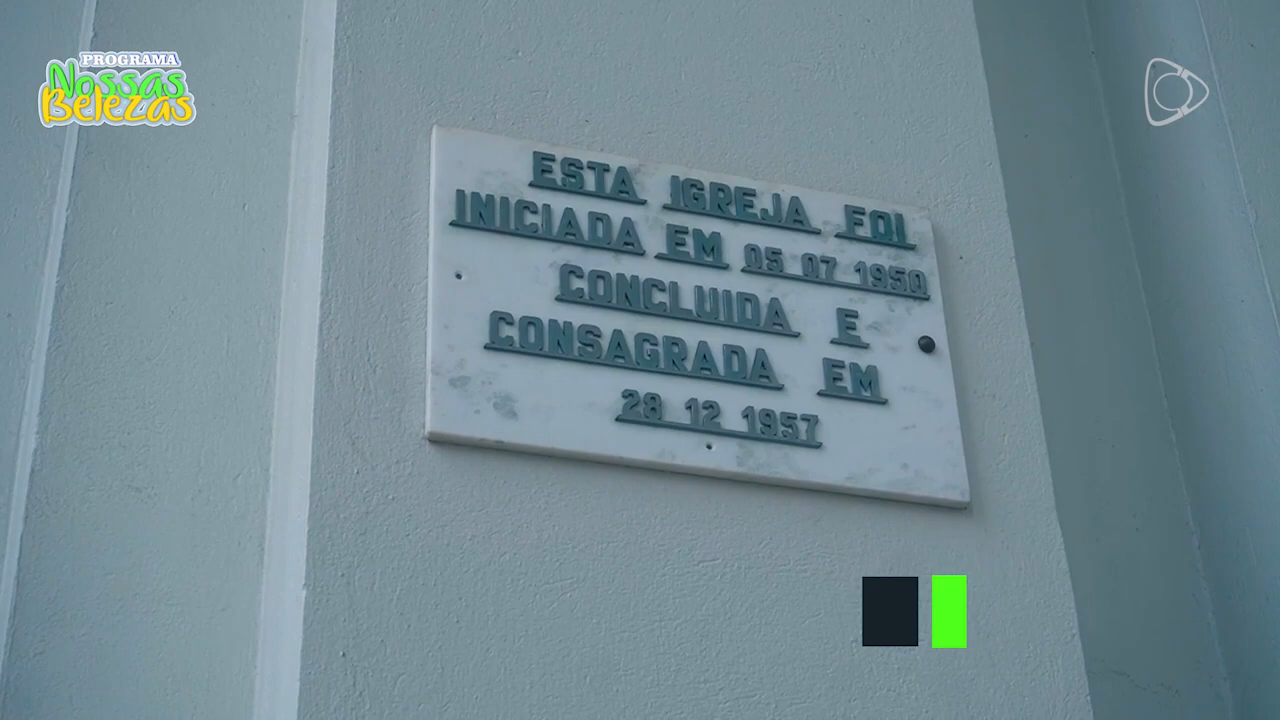 PROGRAMA
Nossas
Belezas
ESTA IGREJA FOI
INICIADA EM 05 07 1950
CONCLUIDA E
CONSAGRADA EM
28 12 1957